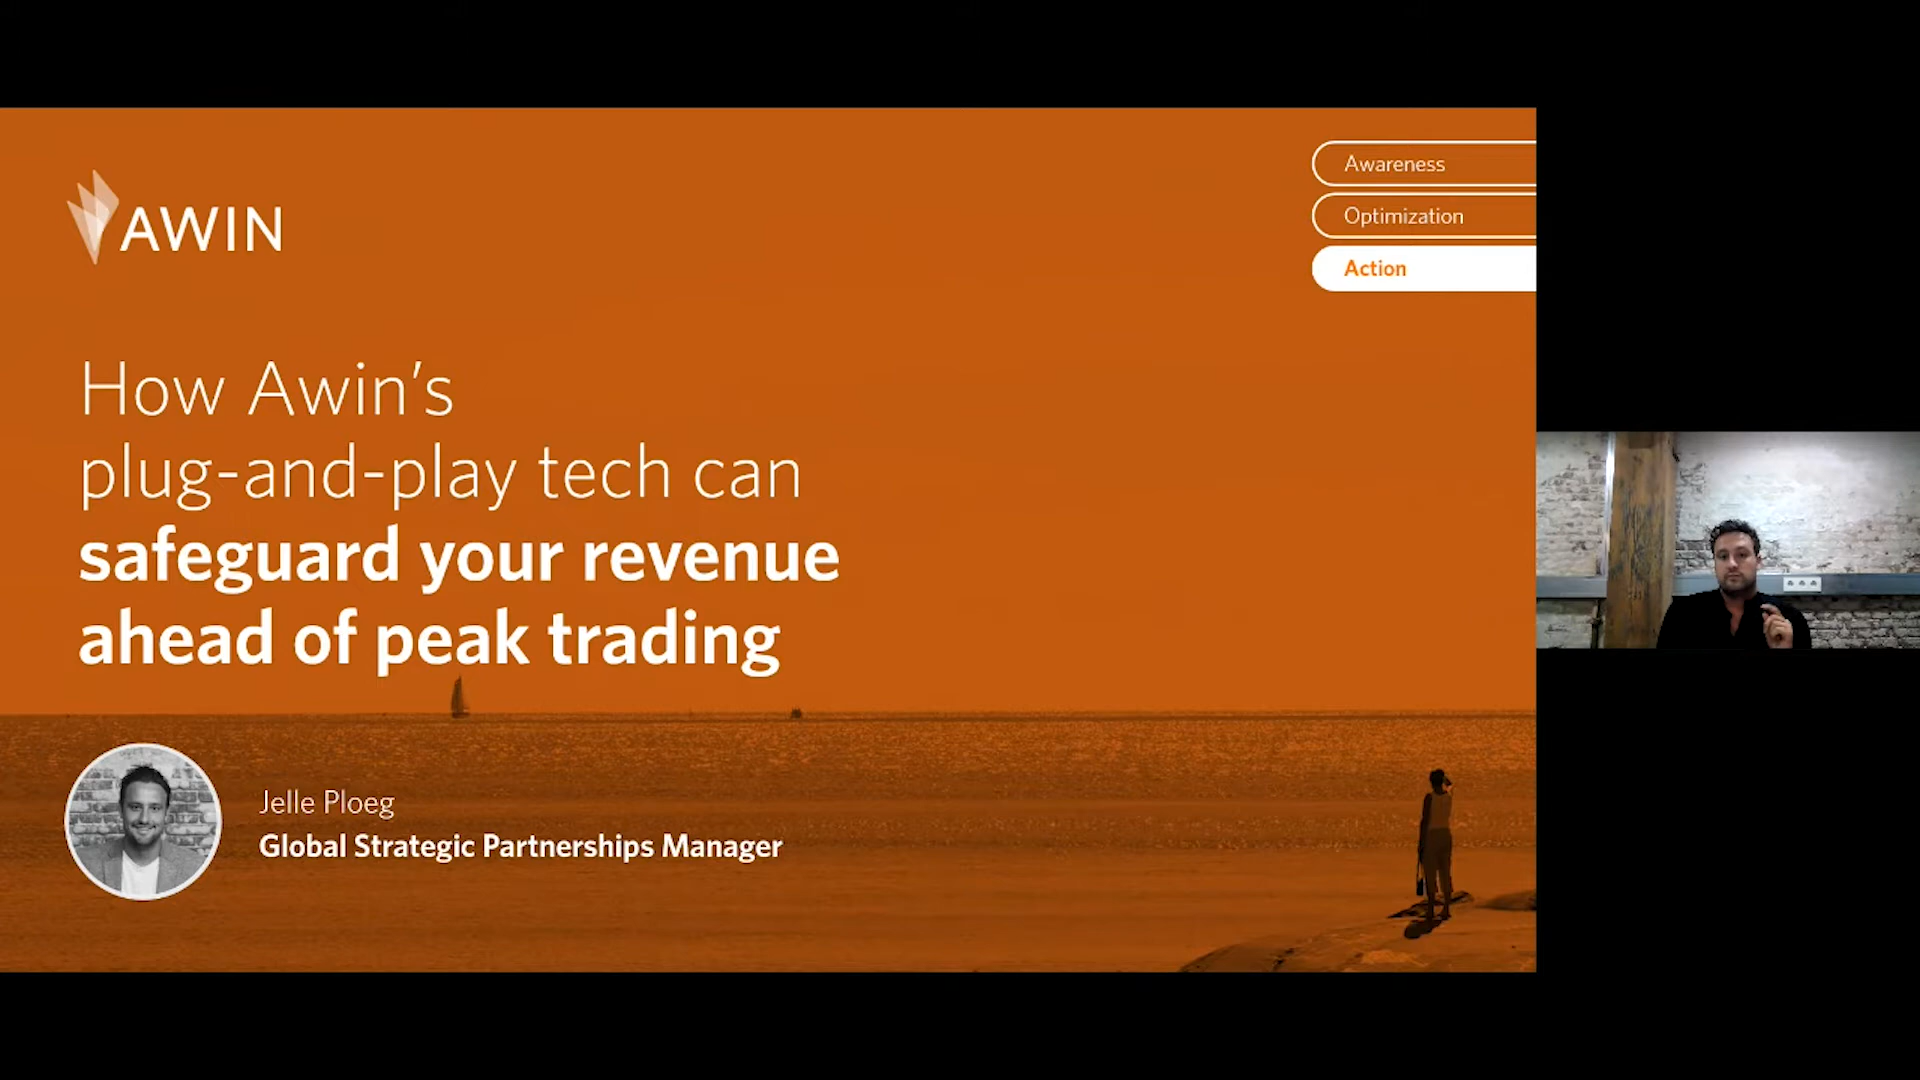 AWIN
Awareness
Optimization
Action
How Awin’s
plug-and-play tech can
safeguard your revenue
ahead of peak trading
Jelle Ploeg
Global Strategic Partnerships Manager